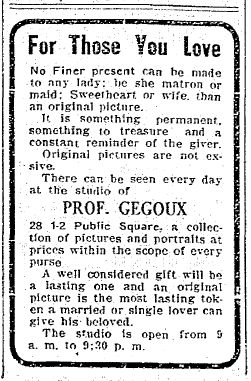 For Those You Love
No Finer present can be made
to any lady; be she matron or
maid; Sweetheart or wife, than
an original picture.
It is something permanent,
something to treasure and a
constant reminder of the giver.
Original pictures are not ex-
sive.
There can be seen every day
at the studio of
PROF. GEGOUX
28 1-2 Public Square, a collec-
tion of pictures and portraits at
prices within the scope of every
purse
A well considered gift will be
a lasting one and an original
picture is the most lasting tok-
en a married or single lover can
give his beloved.
The studio is open from 9
a. m. to 9:30 p. m.